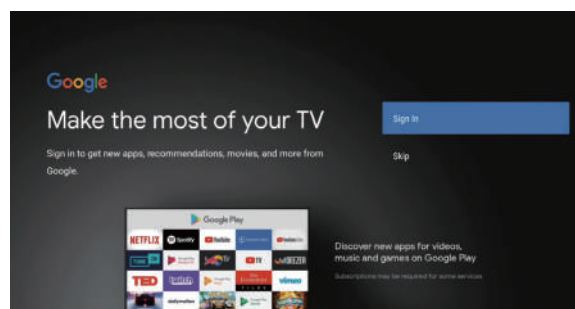 Google
Make the most of your TV
Sign in
Skip
Sign in to get new apps, recommendations, movies, and more from
Google.
Google Play
NETFLIX
Spotify
YouTube
TV
DEEZER
TED
twitch
vimeo
dailymotion
Discover new apps for videos,
music and games on Google Play
Subscriptions may be required for some services